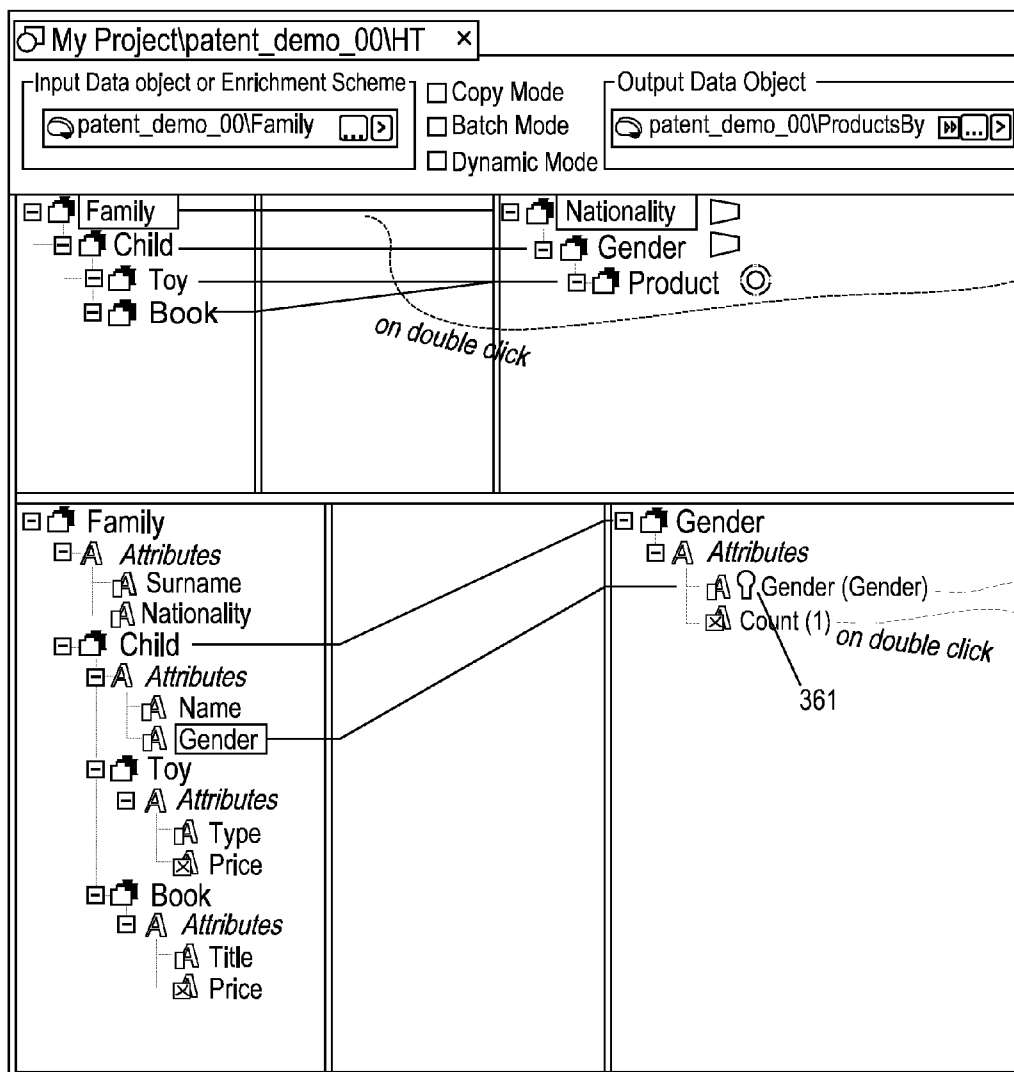 My Project\patent_demo_00\HT ×
Input Data object or Enrichment Scheme
patent_demo_00\Family ... >
Copy Mode
Batch Mode
Dynamic Mode
Output Data Object
patent_demo_00\ProductsBy ... >
Family
Child
Toy
Book
Nationality
Gender
Product
on double click
Family
Attributes
Surname
Nationality
Child
Attributes
Name
Gender
Toy
Attributes
Type
Price
Book
Attributes
Title
Price
Gender
Attributes
Gender (Gender)
Count (1)
on double click
361